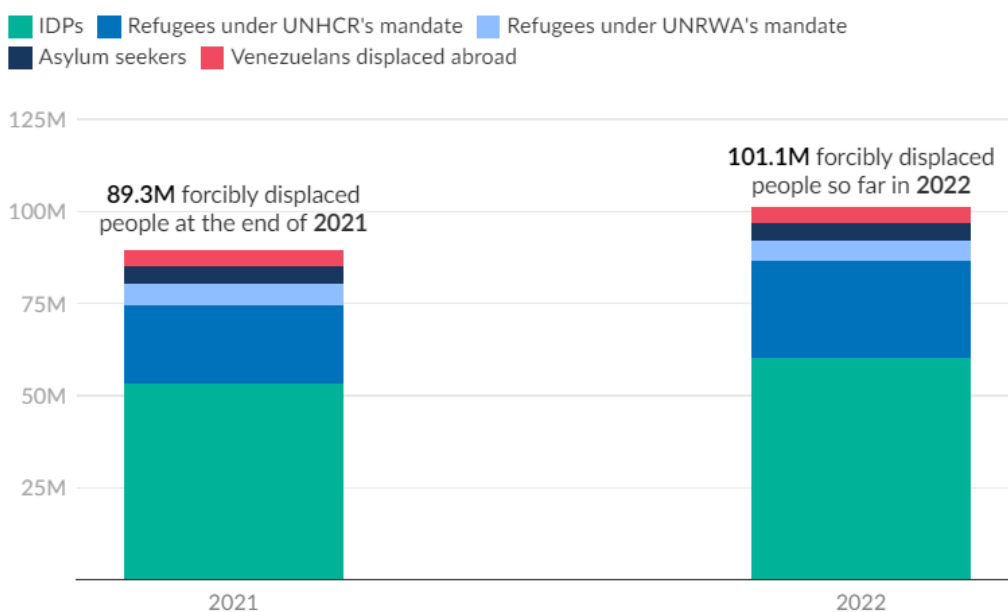 IDPs Refugees under UNHCR's mandate Refugees under UNRWA's mandate
Asylum seekers Venezuelans displaced abroad
125M
101.1M forcibly displaced
people so far in 2022
89.3M forcibly displaced
people at the end of 2021
100M
75M
50M
25M
2021 2022